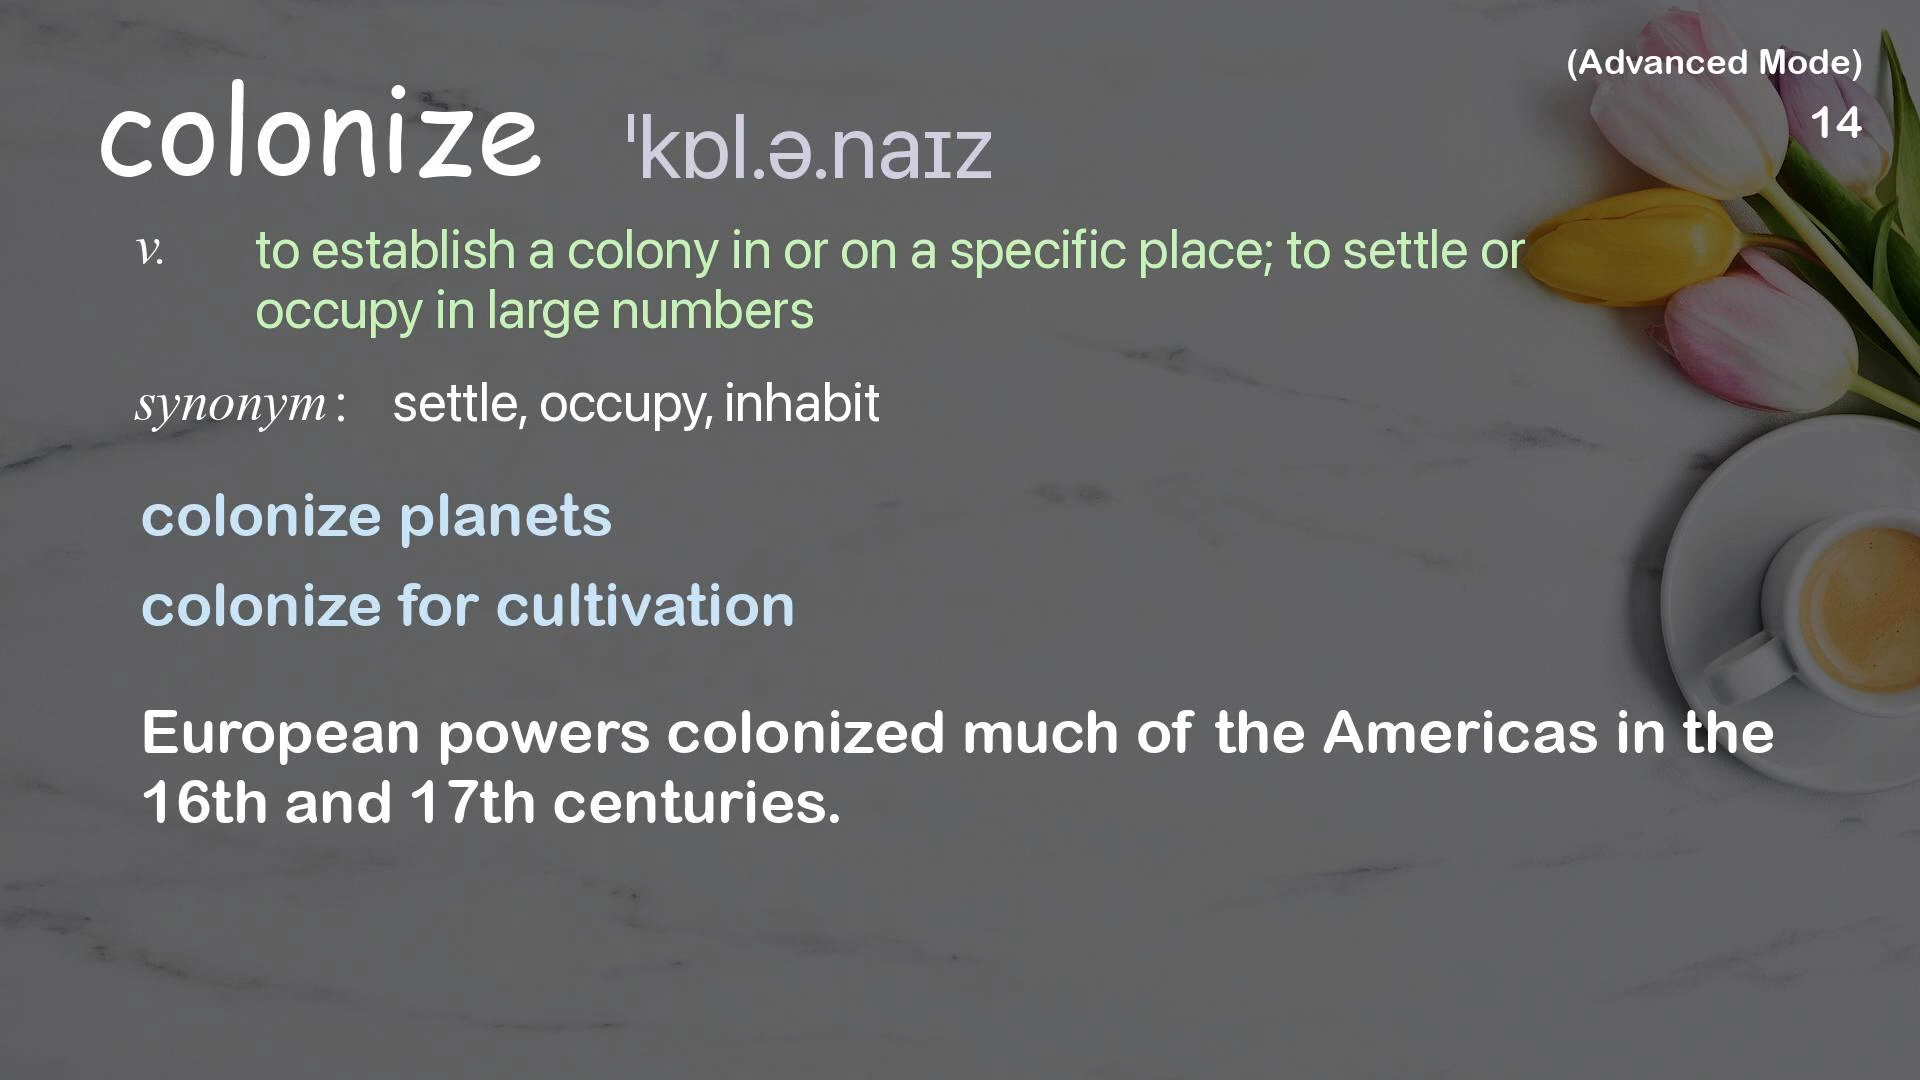 (Advanced Mode)
14
colonize ˈkɒl.ə.naɪz
v. to establish a colony in or on a specific place; to settle or
occupy in large numbers
synonym: settle, occupy, inhabit
colonize planets
colonize for cultivation
European powers colonized much of the Americas in the
16th and 17th centuries.